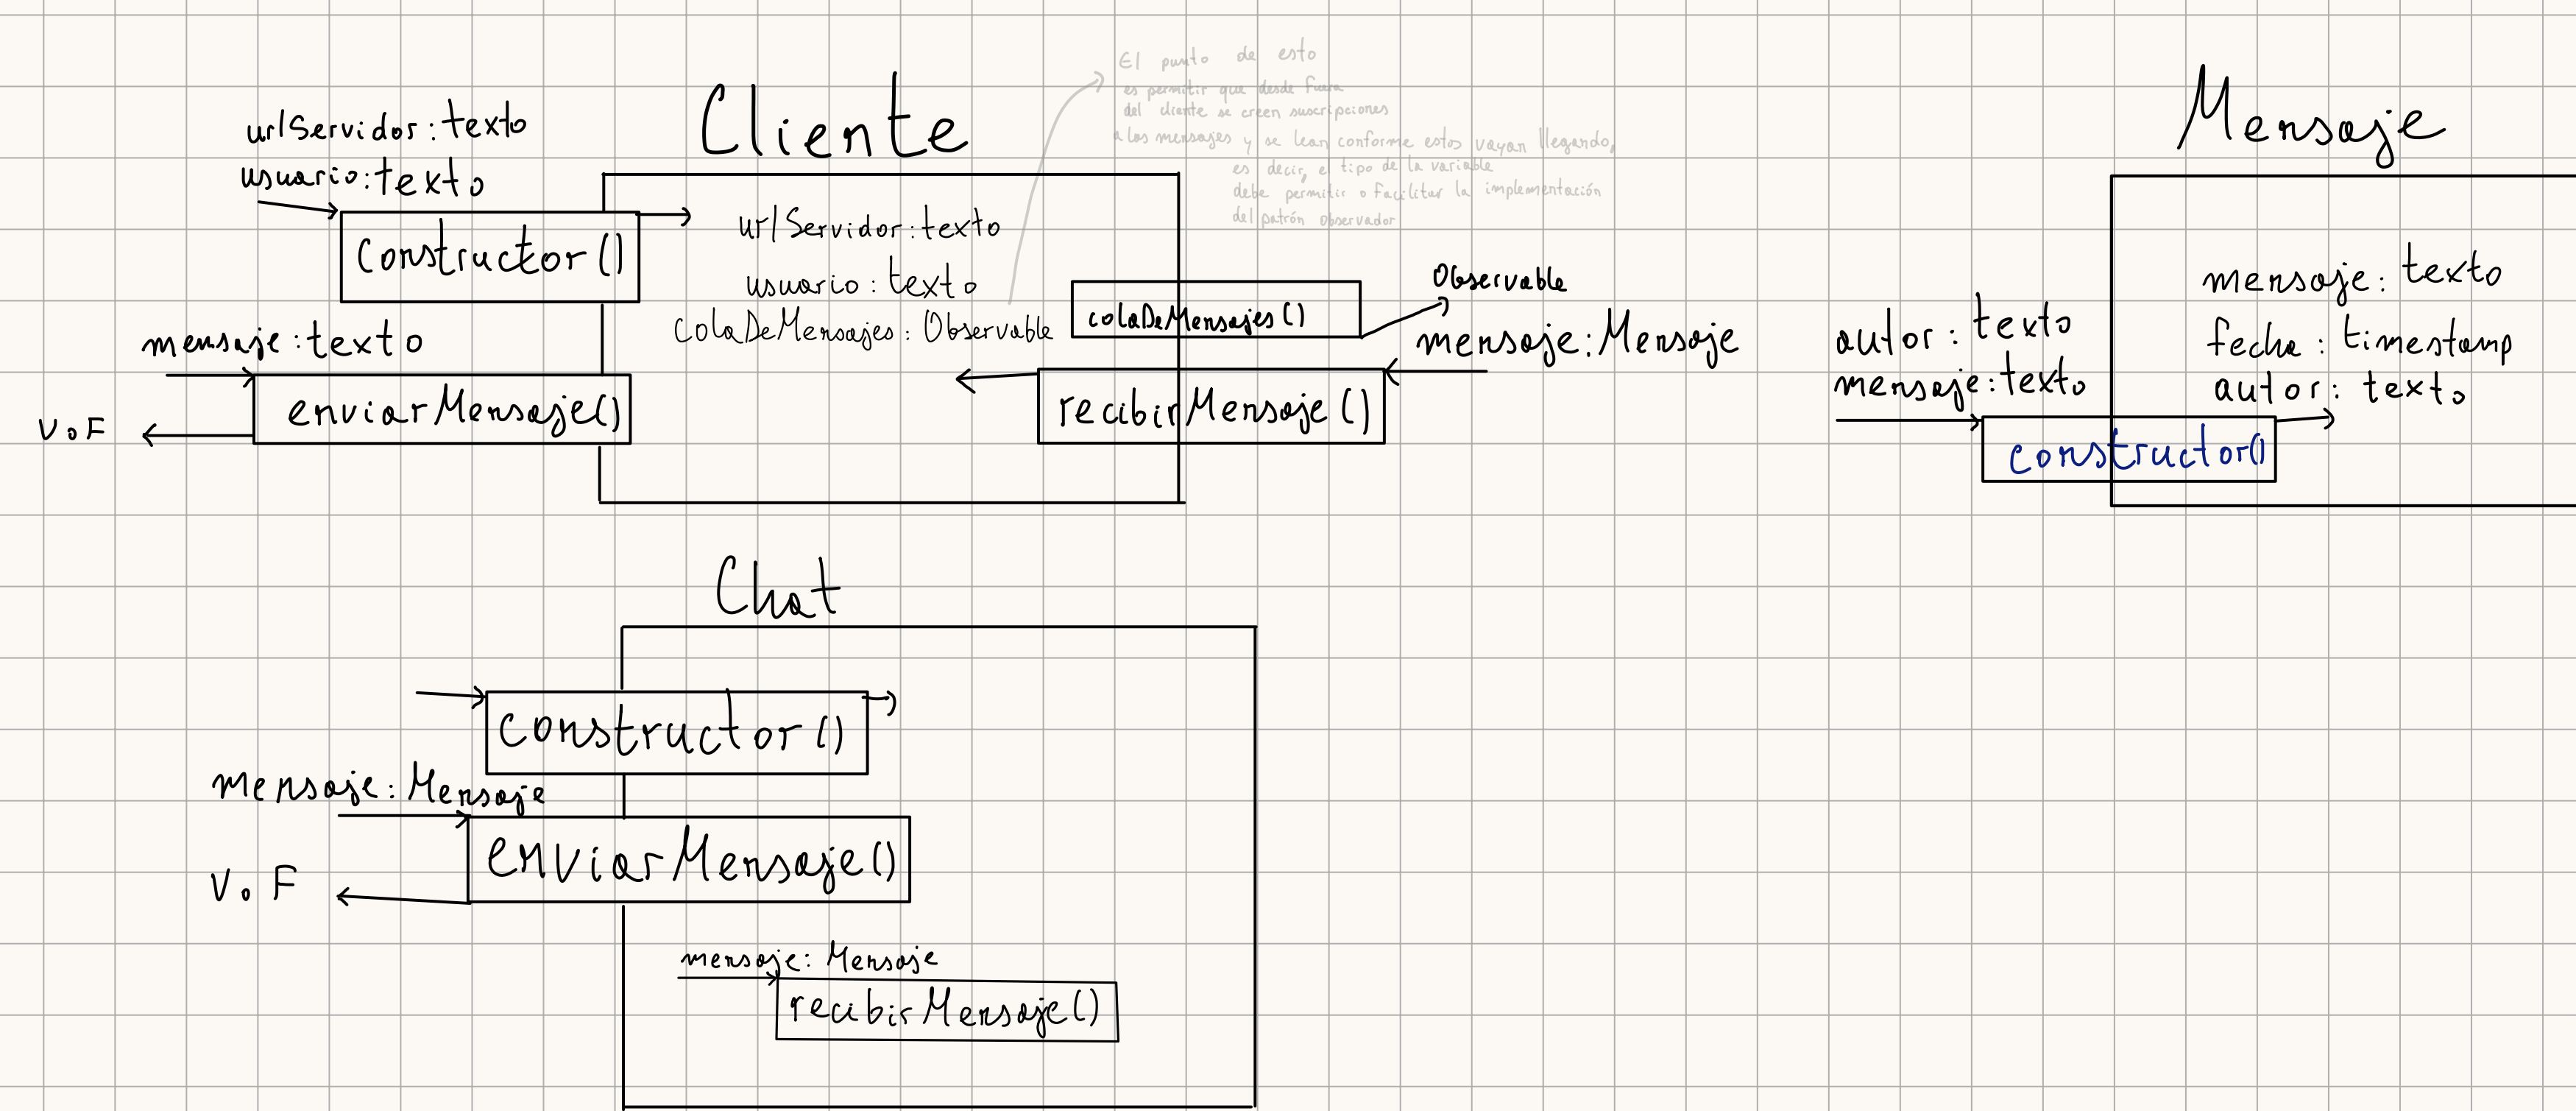 Cliente
urlServidor: texto
usuario: texto
constructor()
urlServidor: texto
usuario: texto
ColaDeMensajes: Observable
mensaje: texto
enviarMensaje()
V o F
El punto de esto
es permitir que desde fuera
del cliente se creen suscripciones
a los mensajes y se lean conforme estos vayan llegando,
es decir, el tipo de la variable
debe permitir o facilitar la implementación
del patrón observador
colaDeMensajes()
Observable
mensaje: Mensaje
recibirMensaje()
Mensaje
mensaje: texto
fecha: timestamp
autor: texto
autor: texto
mensaje: texto
constructor()
Chat
constructor()
mensaje: Mensaje
enviarMensaje()
V o F
mensaje: Mensaje
recibirMensaje()